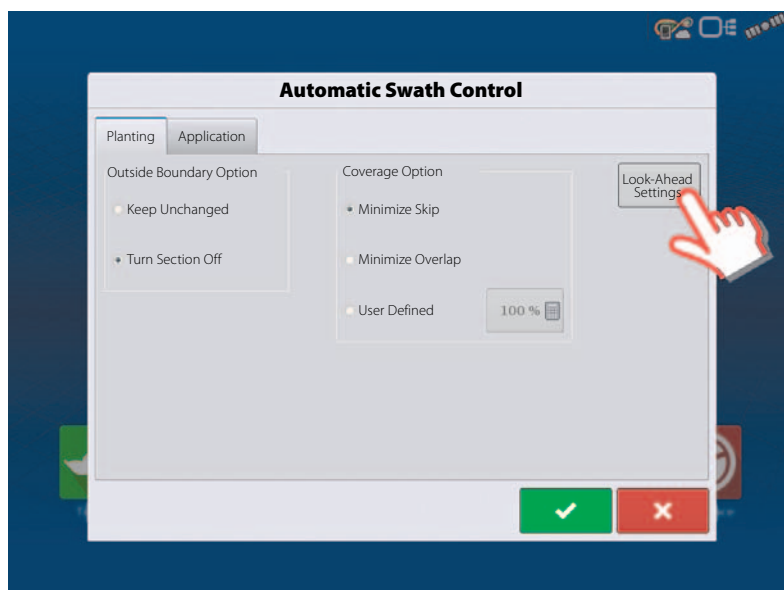 Automatic Swath Control
Planting
Application
Outside Boundary Option
Keep Unchanged
Turn Section Off
Coverage Option
Minimize Skip
Minimize Overlap
User Defined
100 %
Look-Ahead
Settings